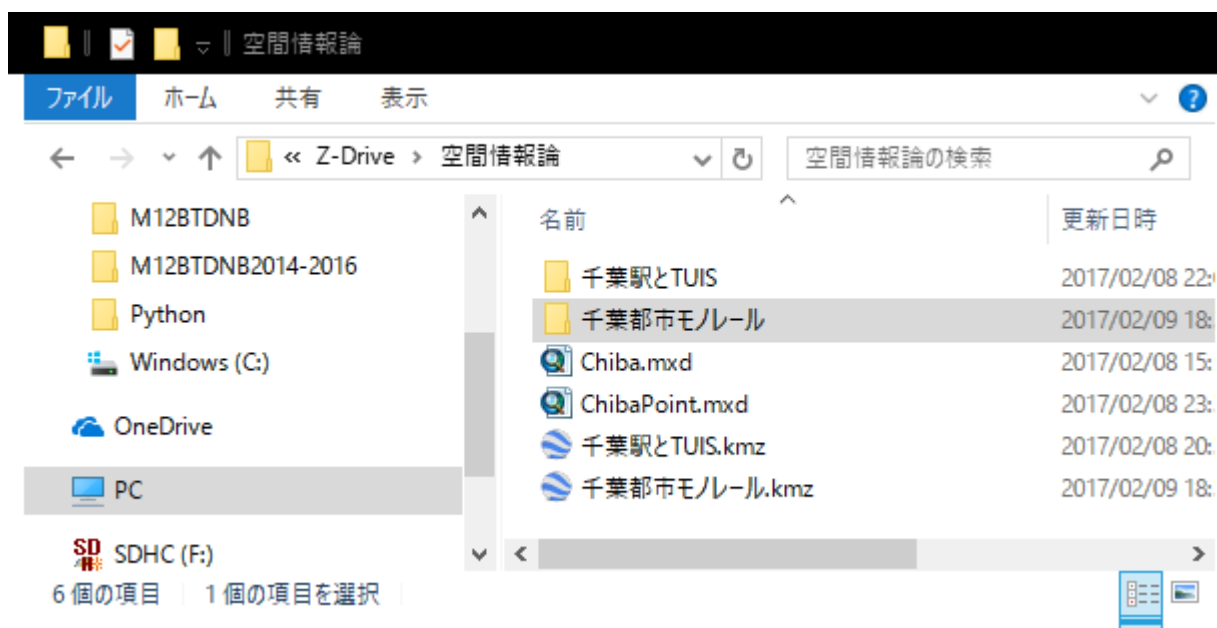 空間情報論
ファイル ホーム 共有 表示
« Z-Drive > 空間情報論 空間情報論の検索
M12BTDNB
M12BTDNB2014-2016
Python
Windows (C:)
OneDrive
PC
SDHC (F:)
名前 更新日時
千葉駅とTUIS 2017/02/08 22:
千葉都市モノレール 2017/02/09 18:
Chiba.mxd 2017/02/08 15:
ChibaPoint.mxd 2017/02/08 23:
千葉駅とTUIS.kmz 2017/02/08 20:
千葉都市モノレール.kmz 2017/02/09 18:
6 個の項目 1 個の項目を選択